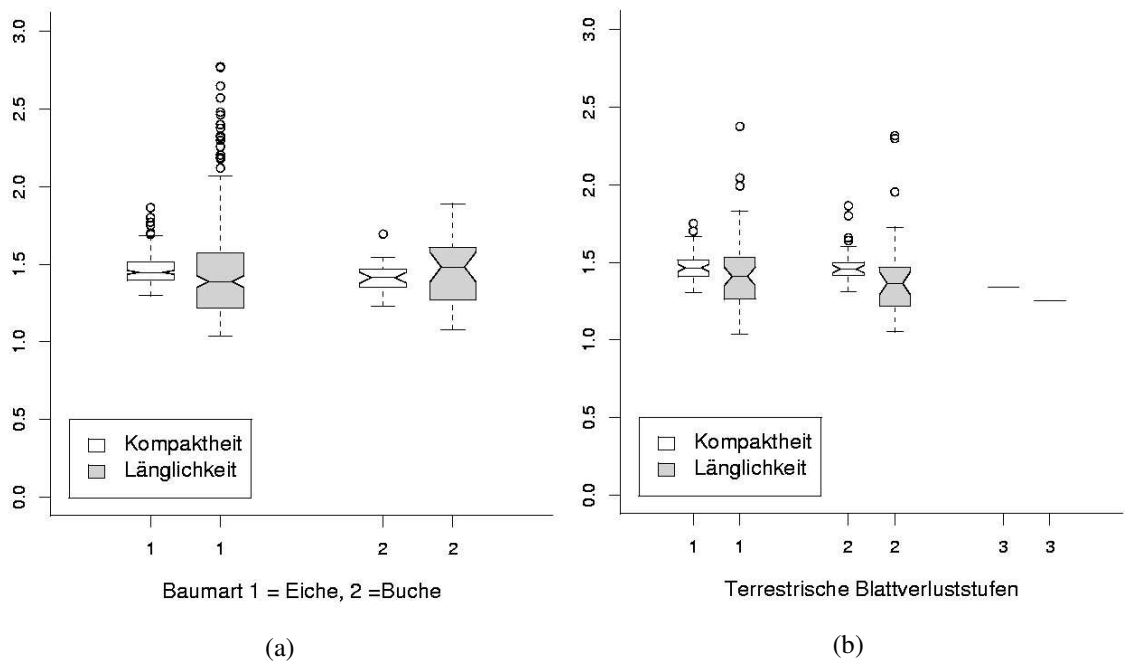 3.0
2.5
2.0
1.5
1.0
0.5
0.0
Kompaktheit
Länglichkeit
1 1 2 2
Baumart 1 = Eiche, 2 =Buche
(a)
3.0
2.5
2.0
1.5
1.0
0.5
0.0
Kompaktheit
Länglichkeit
1 1 2 2 3 3
Terrestrische Blattverluststufen
(b)